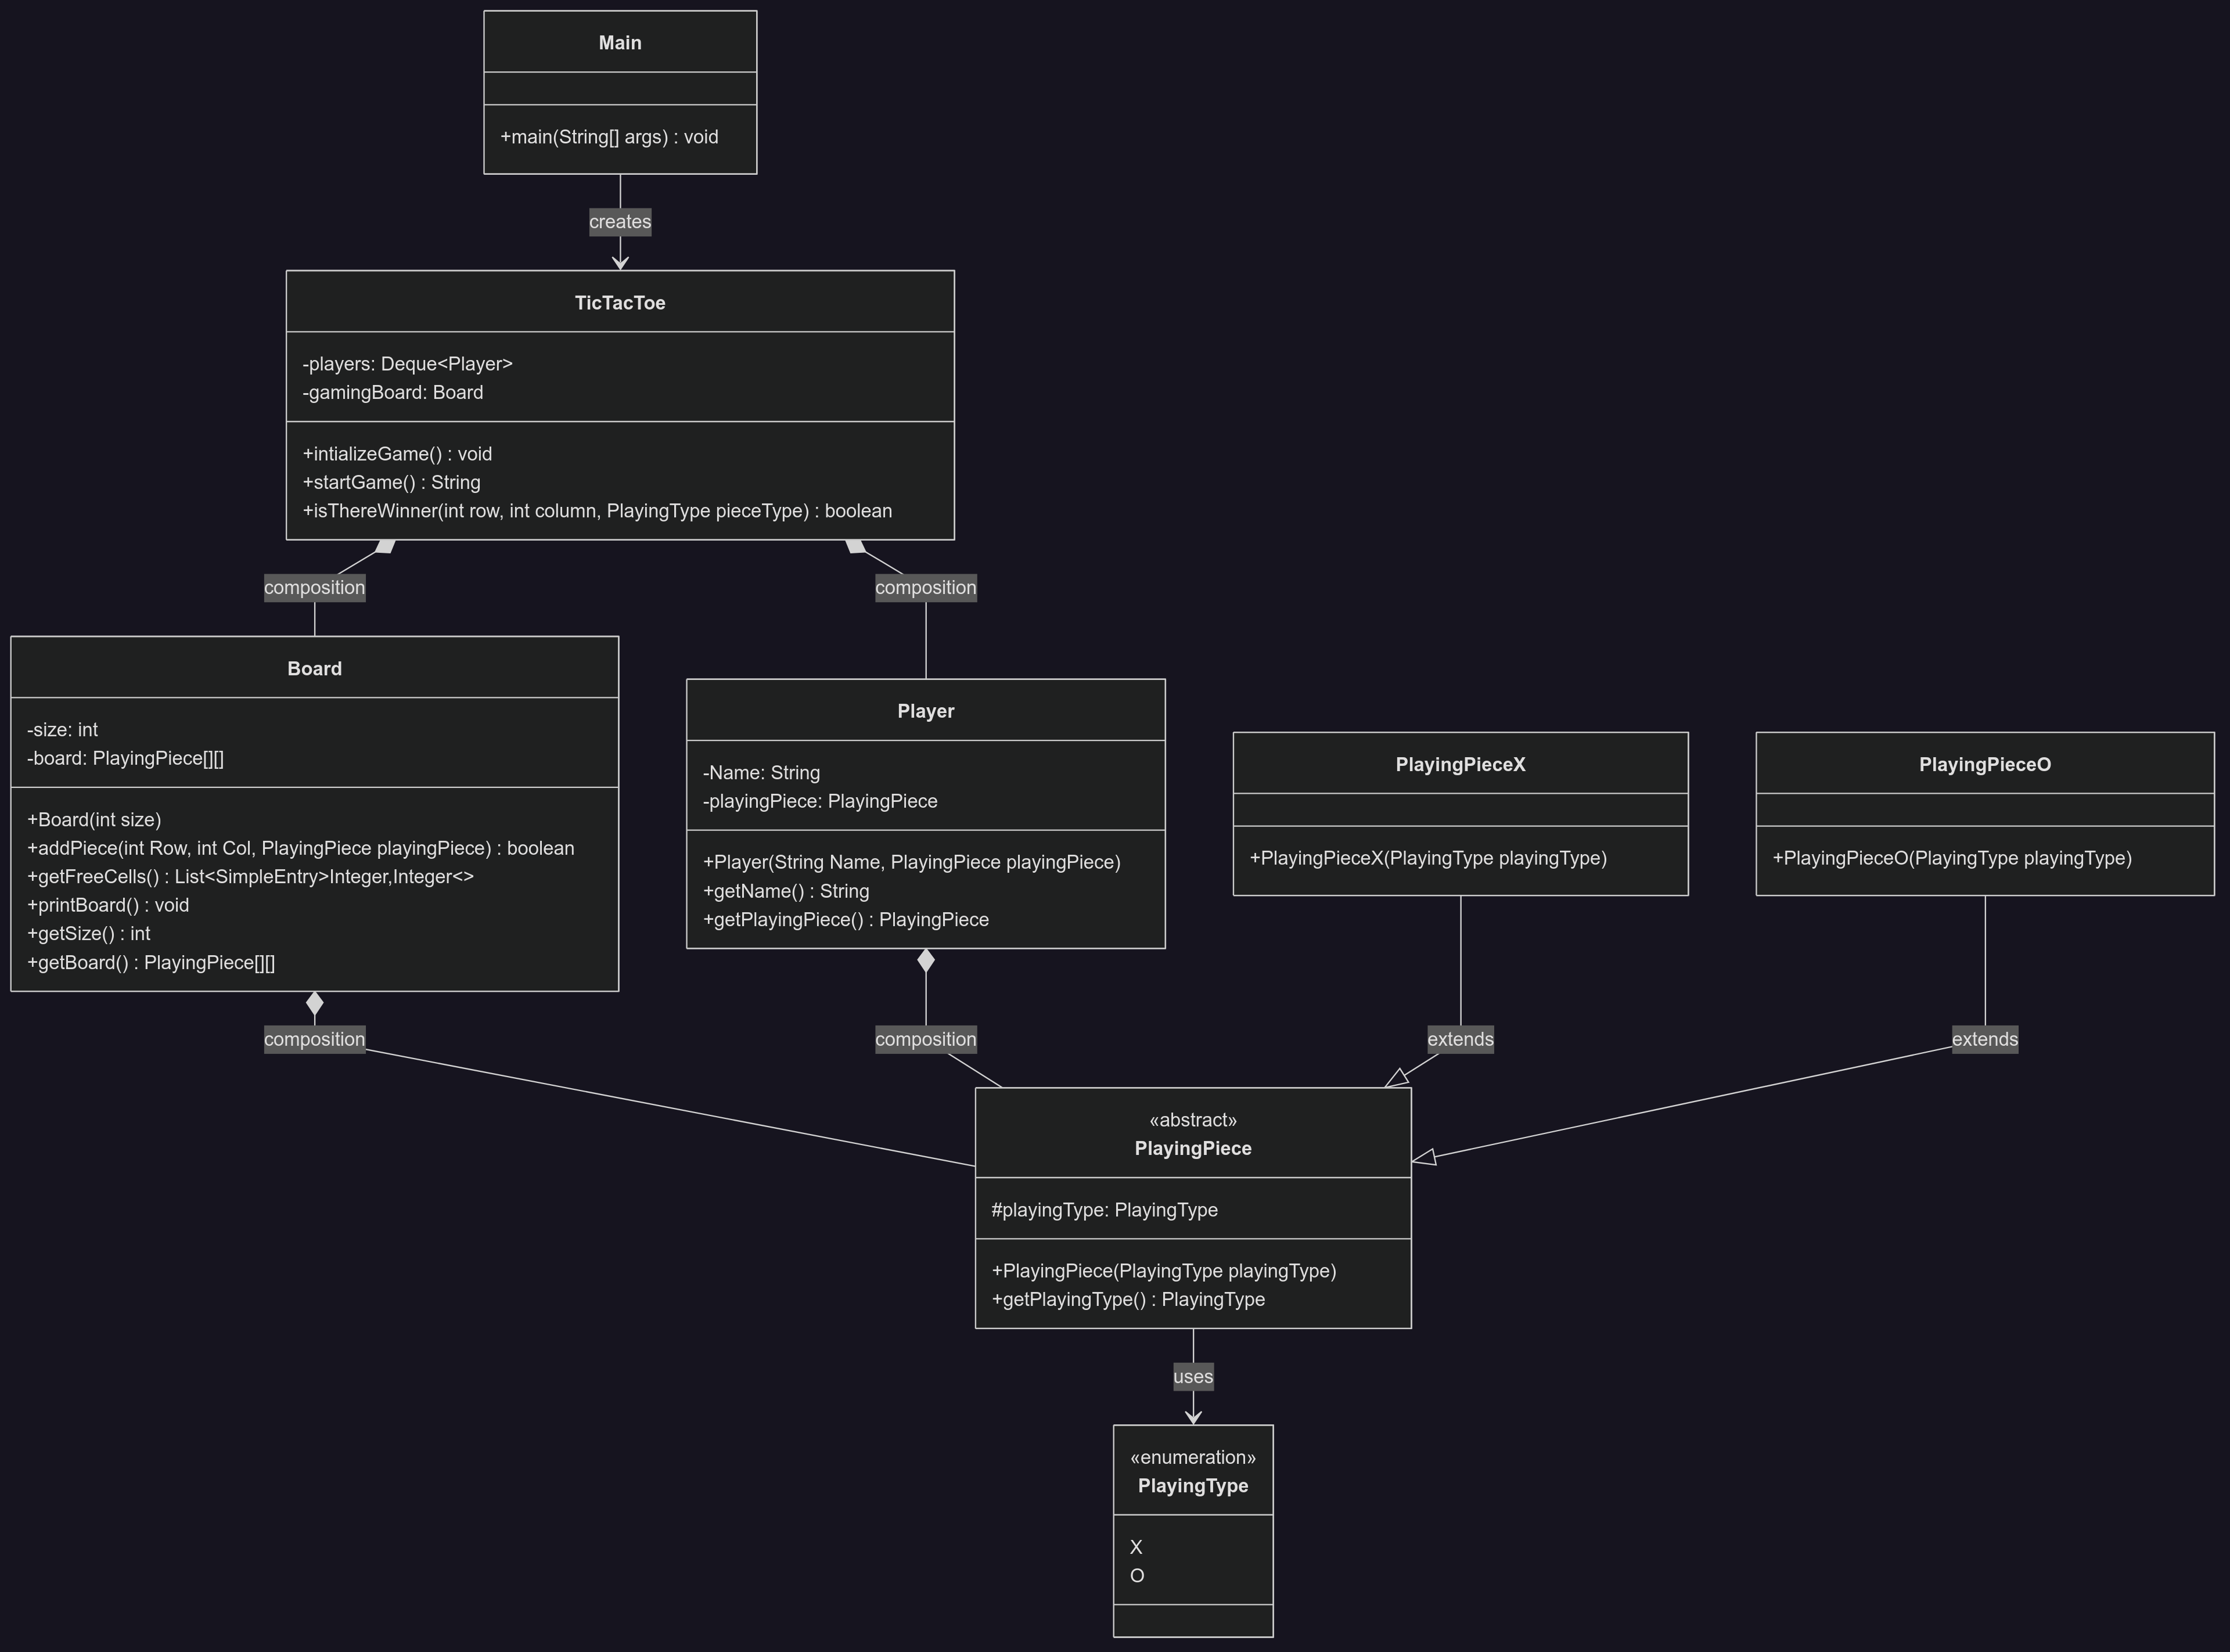 Main
+main(String[] args) : void
creates
TicTacToe
-players: Deque<Player>
-gamingBoard: Board
+intializeGame() : void
+startGame() : String
+isThereWinner(int row, int column, PlayingType pieceType) : boolean
composition
composition
Board
-size: int
-board: PlayingPiece[][]
+Board(int size)
+addPiece(int Row, int Col, PlayingPiece playingPiece) : boolean
+getFreeCells() : List<SimpleEntry>Integer,Integer<>
+printBoard() : void
+getSize() : int
+getBoard() : PlayingPiece[][]
Player
-Name: String
-playingPiece: PlayingPiece
+Player(String Name, PlayingPiece playingPiece)
+getName() : String
+getPlayingPiece() : PlayingPiece
PlayingPieceX
+PlayingPieceX(PlayingType playingType)
PlayingPieceO
+PlayingPieceO(PlayingType playingType)
composition
composition
extends
extends
«abstract»
PlayingPiece
#playingType: PlayingType
+PlayingPiece(PlayingType playingType)
+getPlayingType() : PlayingType
uses
«enumeration»
PlayingType
X
O